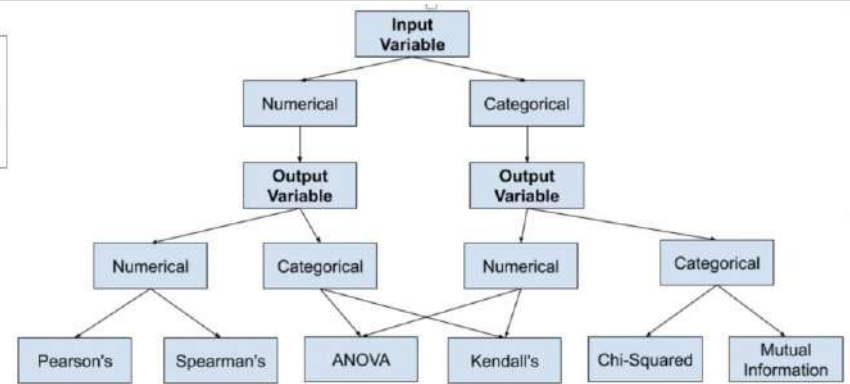 Input
Variable
Numerical
Categorical
Output
Variable
Output
Variable
Numerical
Categorical
Numerical
Categorical
Pearson's
Spearman's
ANOVA
Kendall's
Chi-Squared
Mutual
Information